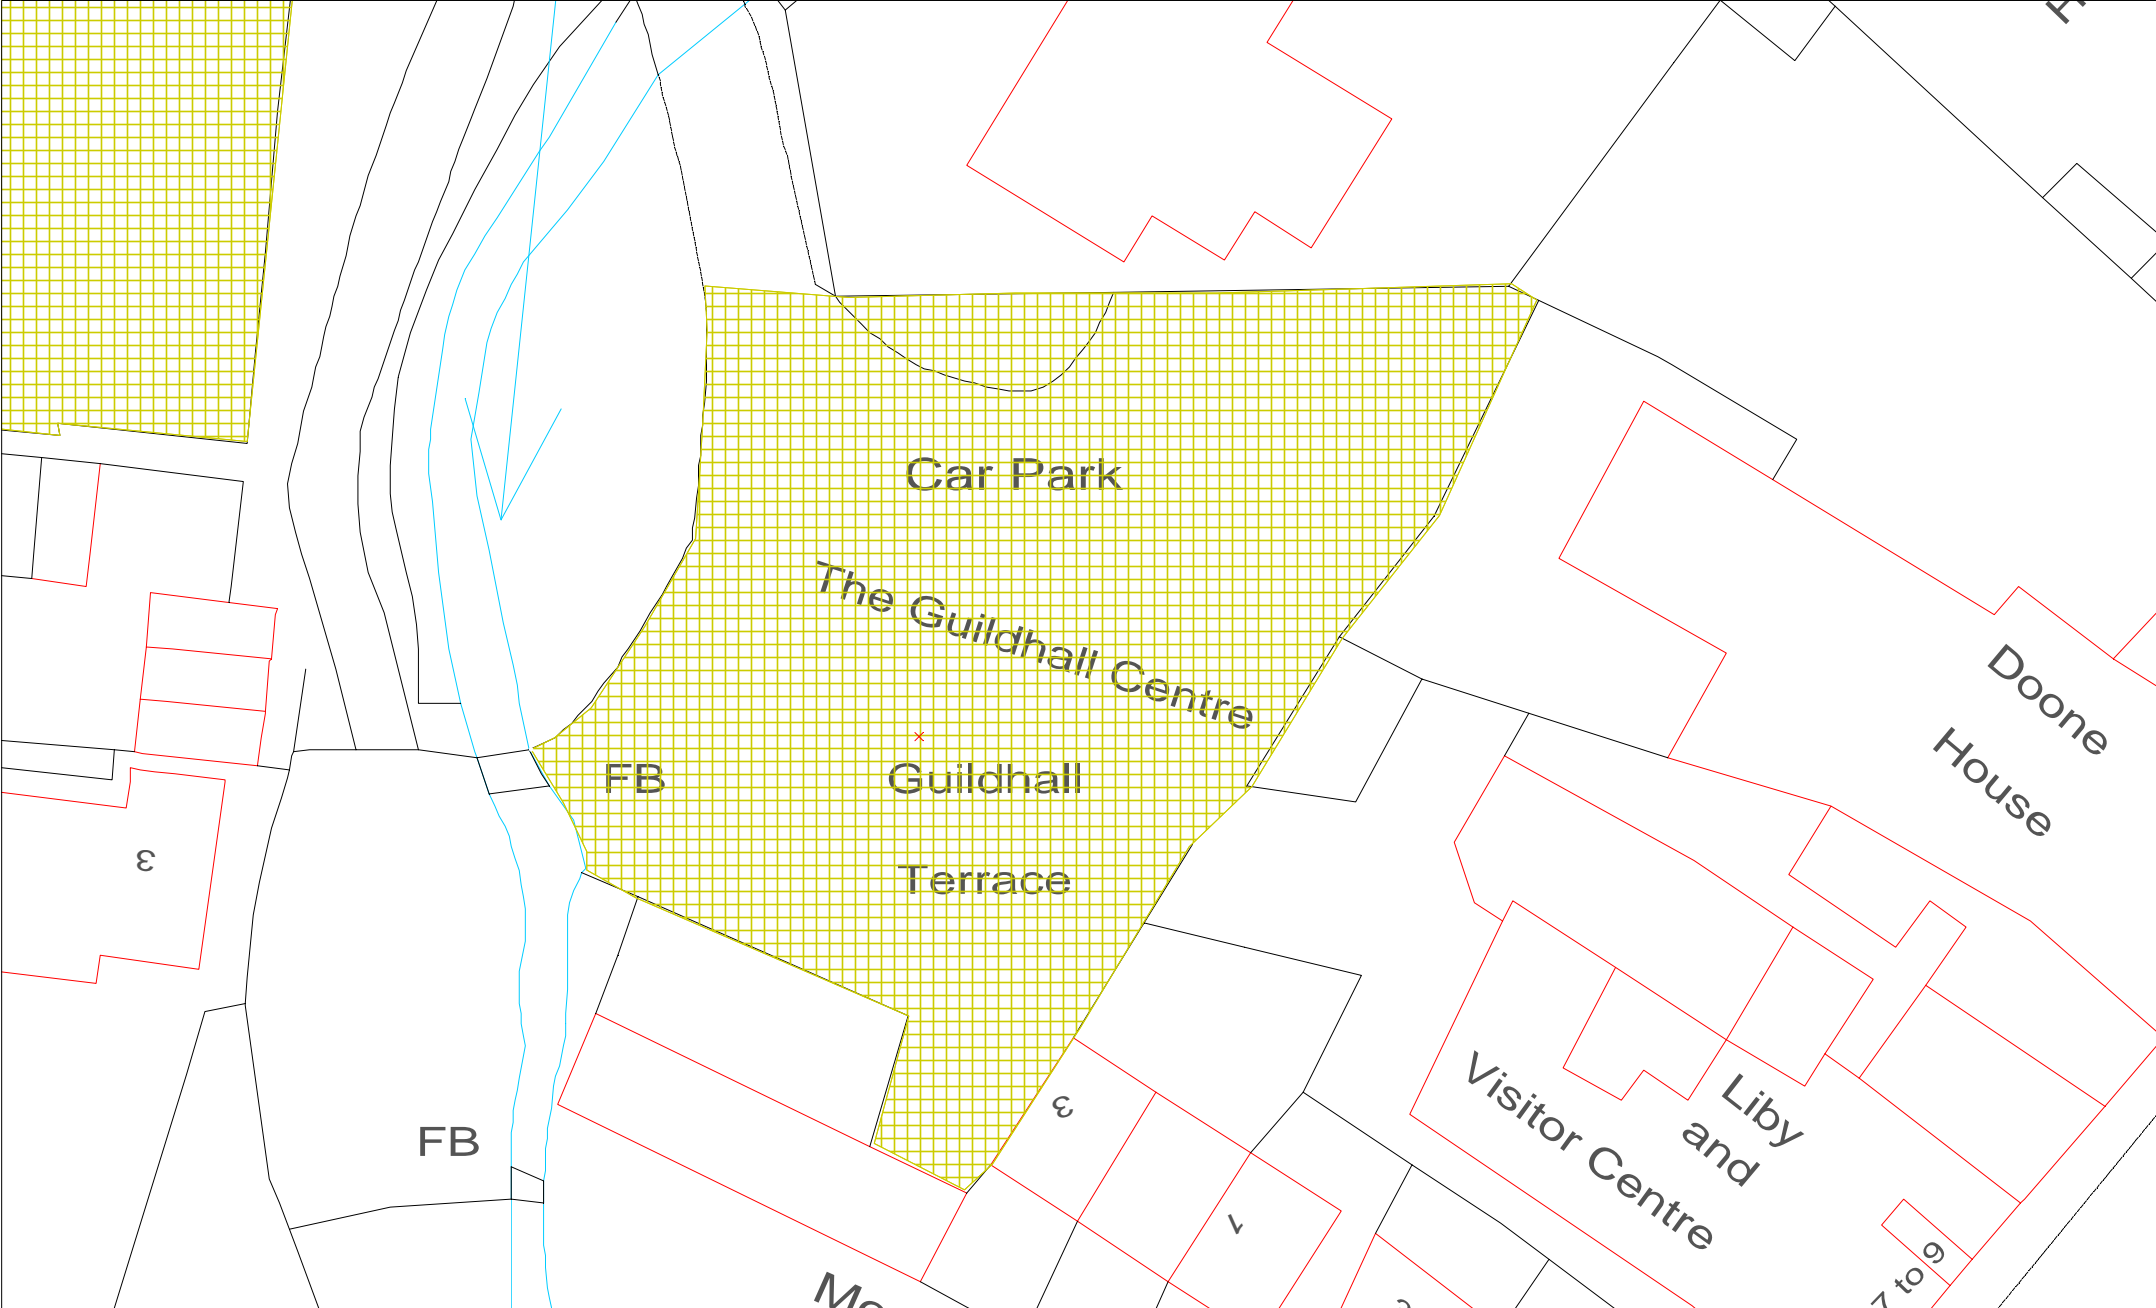 Car Park
The Guildhall Centre
FB
Guildhall
Terrace
Doone
House
3
3
FB
Visitor Centre
Liby
and
7
7 to 9